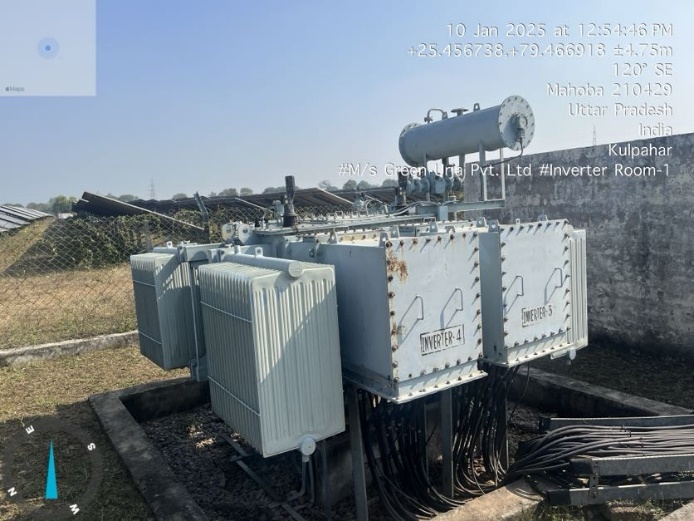 Maps
10 Jan 2025 at 12:54:46 PM
+25.456738,+79.466918 ±4.75m
120° SE
Mahoba 210429
Uttar Pradesh
India
Kulpahar
#M/s Green Urja Pvt. Ltd #Inverter Room-1
INVERTER-4
INVERTER-5
E
S
N